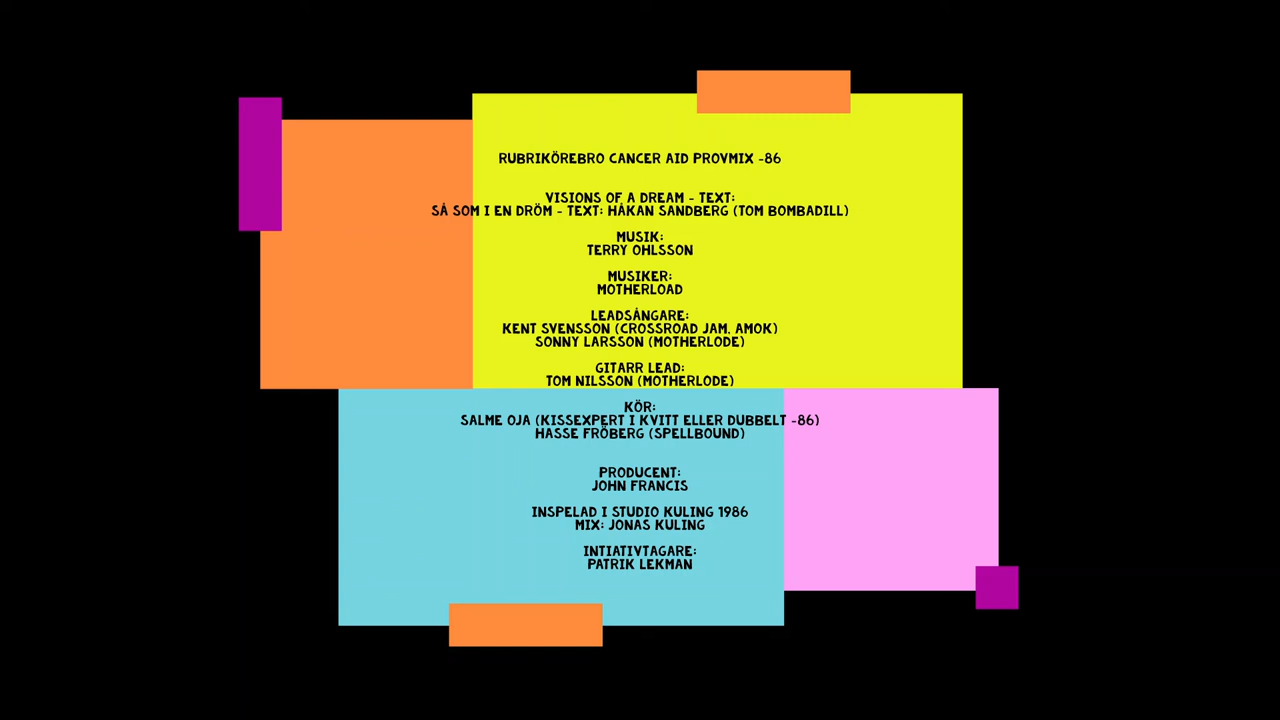 RUBRIKÖREBRO CANCER AID PROVMIX -86
VISIONS OF A DREAM - TEXT:
SÅ SOM I EN DRÖM - TEXT: HÅKAN SANDBERG (TOM BOMBADILL)
MUSIK:
TERRY OHLSSON
MUSIKER:
MOTHERLOAD
LEADSÅNGARE:
KENT SVENSSON (CROSSROAD JAM, AMOK)
SONNY LARSSON (MOTHERLODE)
GITARR LEAD:
TOM NILSSON (MOTHERLODE)
KÖR:
SALME OJA (KISSEXPERT I KVITT ELLER DUBBELT -86)
HASSE FRÖBERG (SPELLBOUND)
PRODUCENT:
JOHN FRANCIS
INSPELAD I STUDIO KULING 1986
MIX: JONAS KULING
INTIATIVTAGARE:
PATRIK LEKMAN